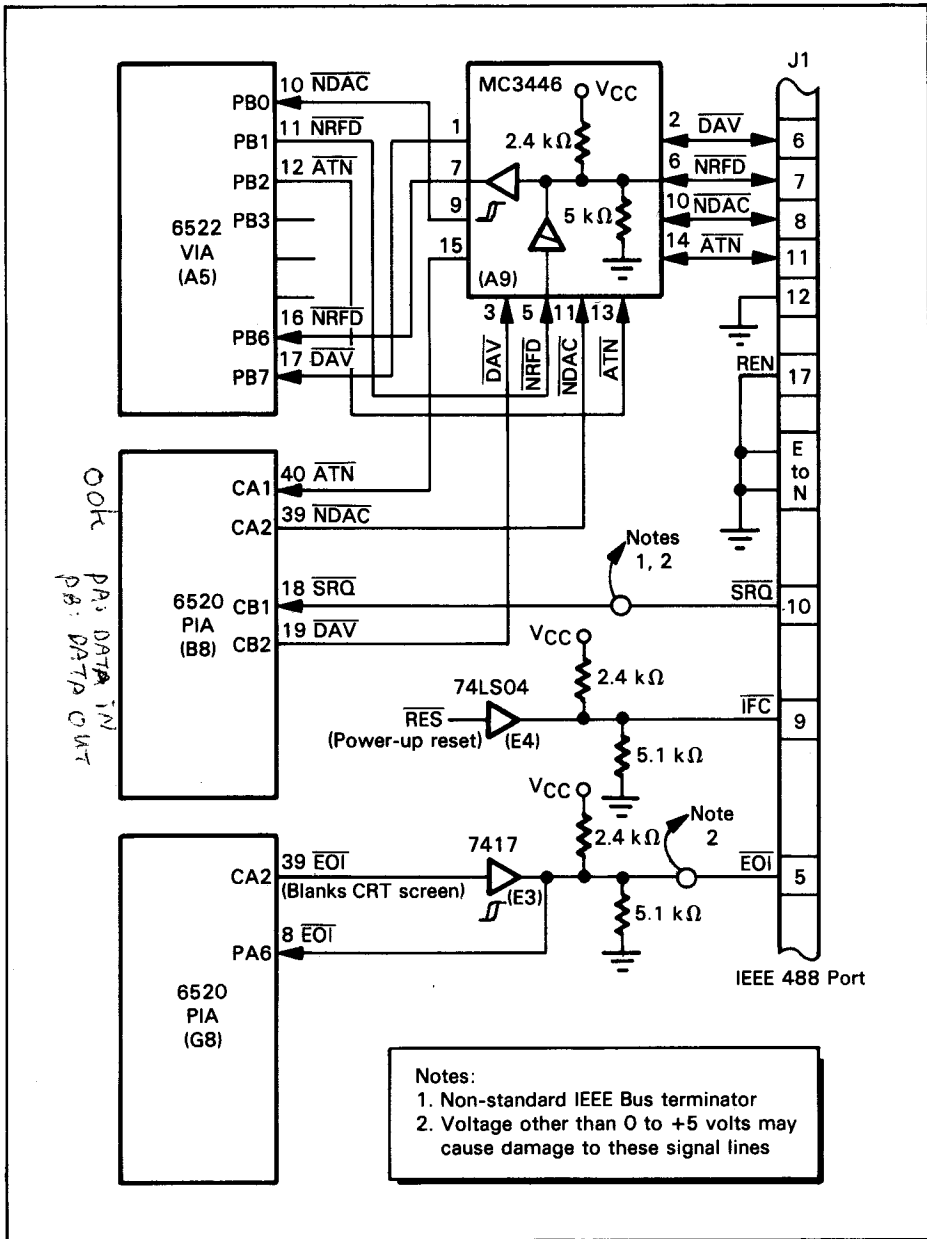 J1
10 NDAC
PB0
11 NRFD
PB1
12 ATN
PB2
PB3
6522
VIA
(A5)
16 NRFD
PB6
17 DAV
PB7
MC3446
VCC
2.4 kΩ
5 kΩ
(A9)
1
7
9
15
3
5
11
13
DAV
NRFD
NDAC
ATN
2 DAV
6
6 NRFD
7
10 NDAC
8
14 ATN
11
12
REN
17
E
to
N
40 ATN
CA1
39 NDAC
CA2
6520
PIA
(B8)
18 SRQ
CB1
19 DAV
CB2
PA: DATA IN
PB: DATA OUT
Notes
1, 2
SRQ
10
VCC
2.4 kΩ
74LS04
RES
(Power-up reset)
(E4)
IFC
9
5.1 kΩ
VCC
2.4 kΩ
Note
2
7417
39 EOI
CA2
(Blanks CRT screen)
(E3)
EOI
5
5.1 kΩ
8 EOI
PA6
6520
PIA
(G8)
IEEE 488 Port
Notes:
1. Non-standard IEEE Bus terminator
2. Voltage other than 0 to +5 volts may
cause damage to these signal lines